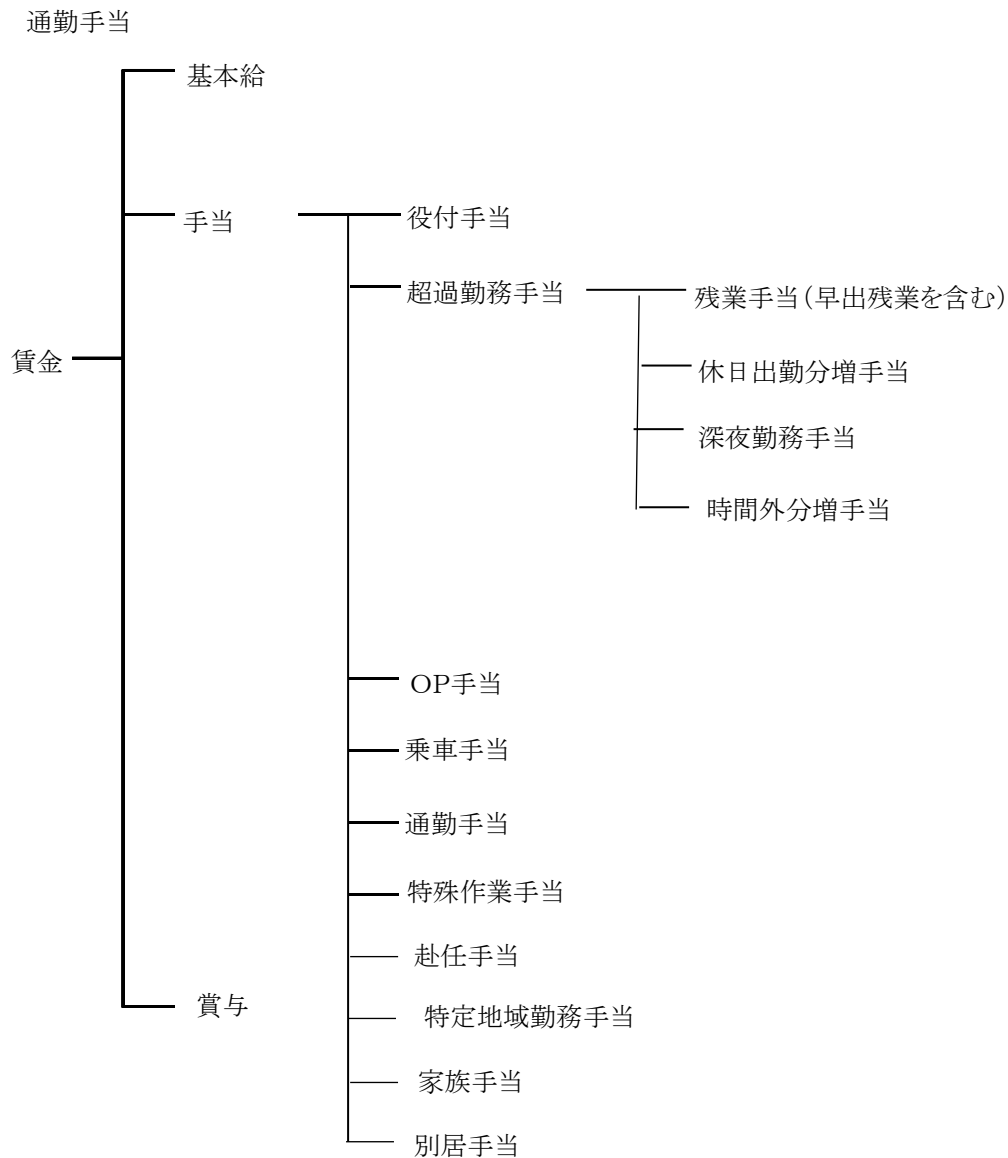 通勤手当
基本給
手当
役付手当
超過勤務手当
残業手当(早出残業を含む)
賃金
休日出勤分増手当
深夜勤務手当
時間外分増手当
OP手当
乗車手当
通勤手当
特殊作業手当
赴任手当
賞与
特定地域勤務手当
家族手当
別居手当